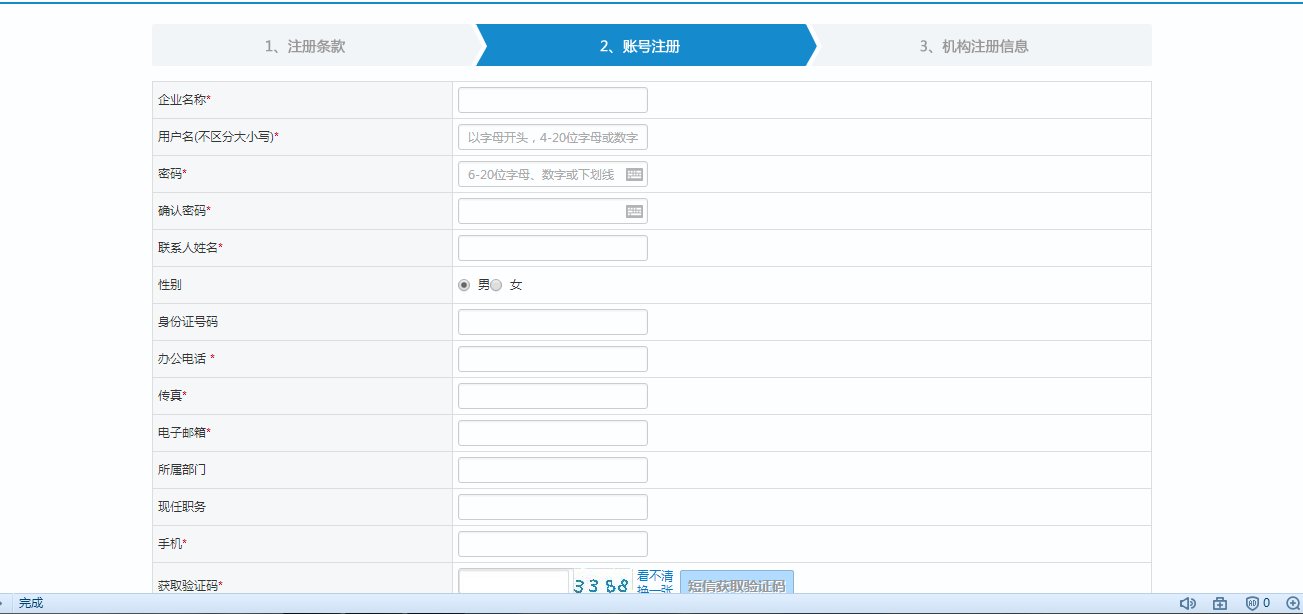 1、注册条款
2、账号注册
3、机构注册信息
企业名称*
用户名(不区分大小写)*
以字母开头，4-20位字母或数字
密码*
6-20位字母、数字或下划线
确认密码*
联系人姓名*
性别
男 女
身份证号码
办公电话 *
传真*
电子邮箱*
所属部门
现任职务
手机*
获取验证码*
3388
看不清
换一张
短信获取验证码
完成
0